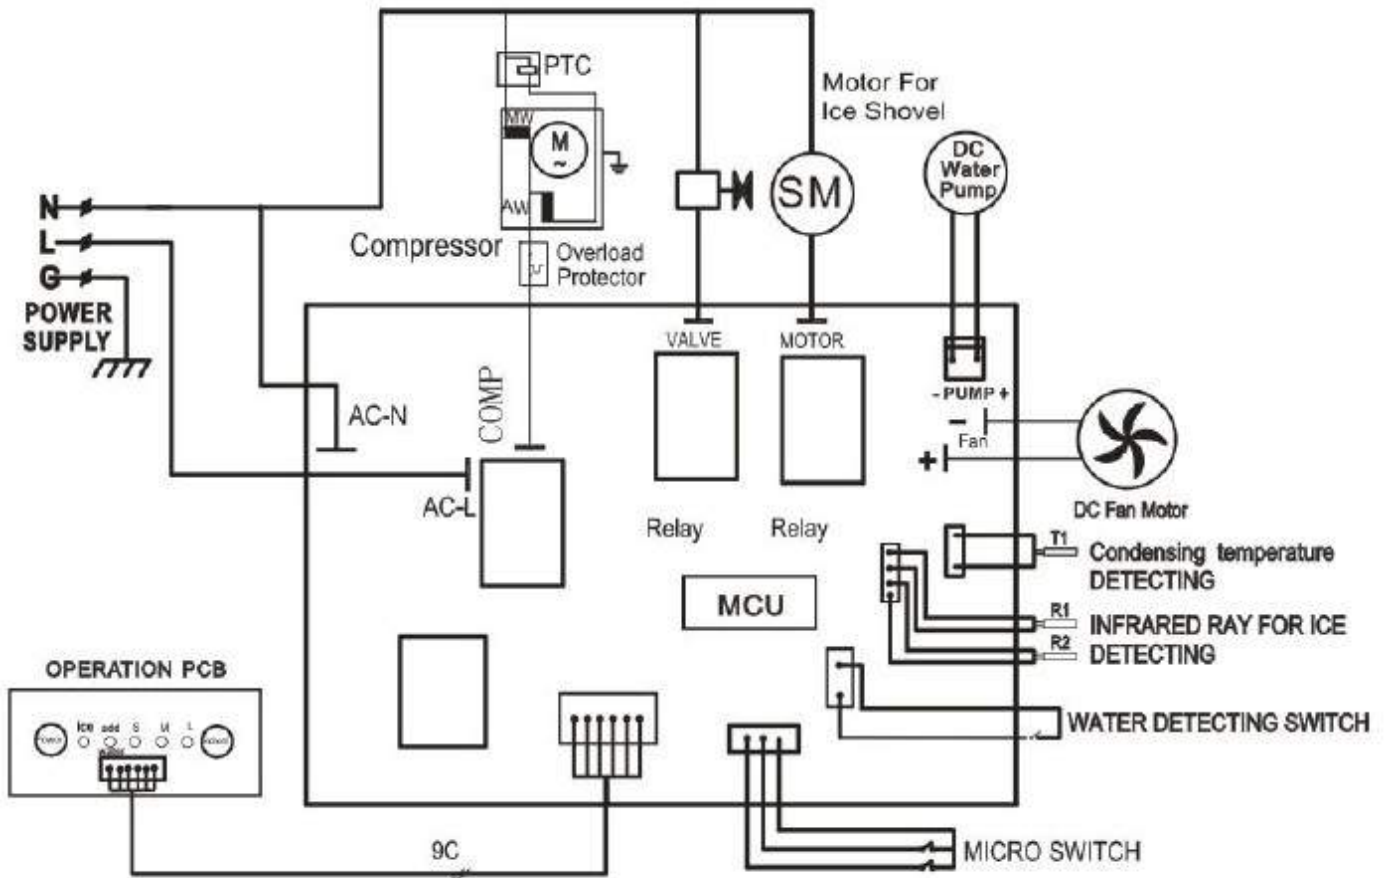 PTC
Motor For
Ice Shovel
MW
M
~
DC
Water
Pump
SM
N
L
G
POWER
SUPPLY
AW
Compressor
Overload
Protector
VALVE
MOTOR
COMP
AC-N
- PUMP +
-
Fan
+
DC Fan Motor
AC-L
Relay
Relay
T1
Condensing temperature
DETECTING
MCU
R1
INFRARED RAY FOR ICE
R2
DETECTING
OPERATION PCB
Ice add S M L
WATER DETECTING SWITCH
9C
MICRO SWITCH